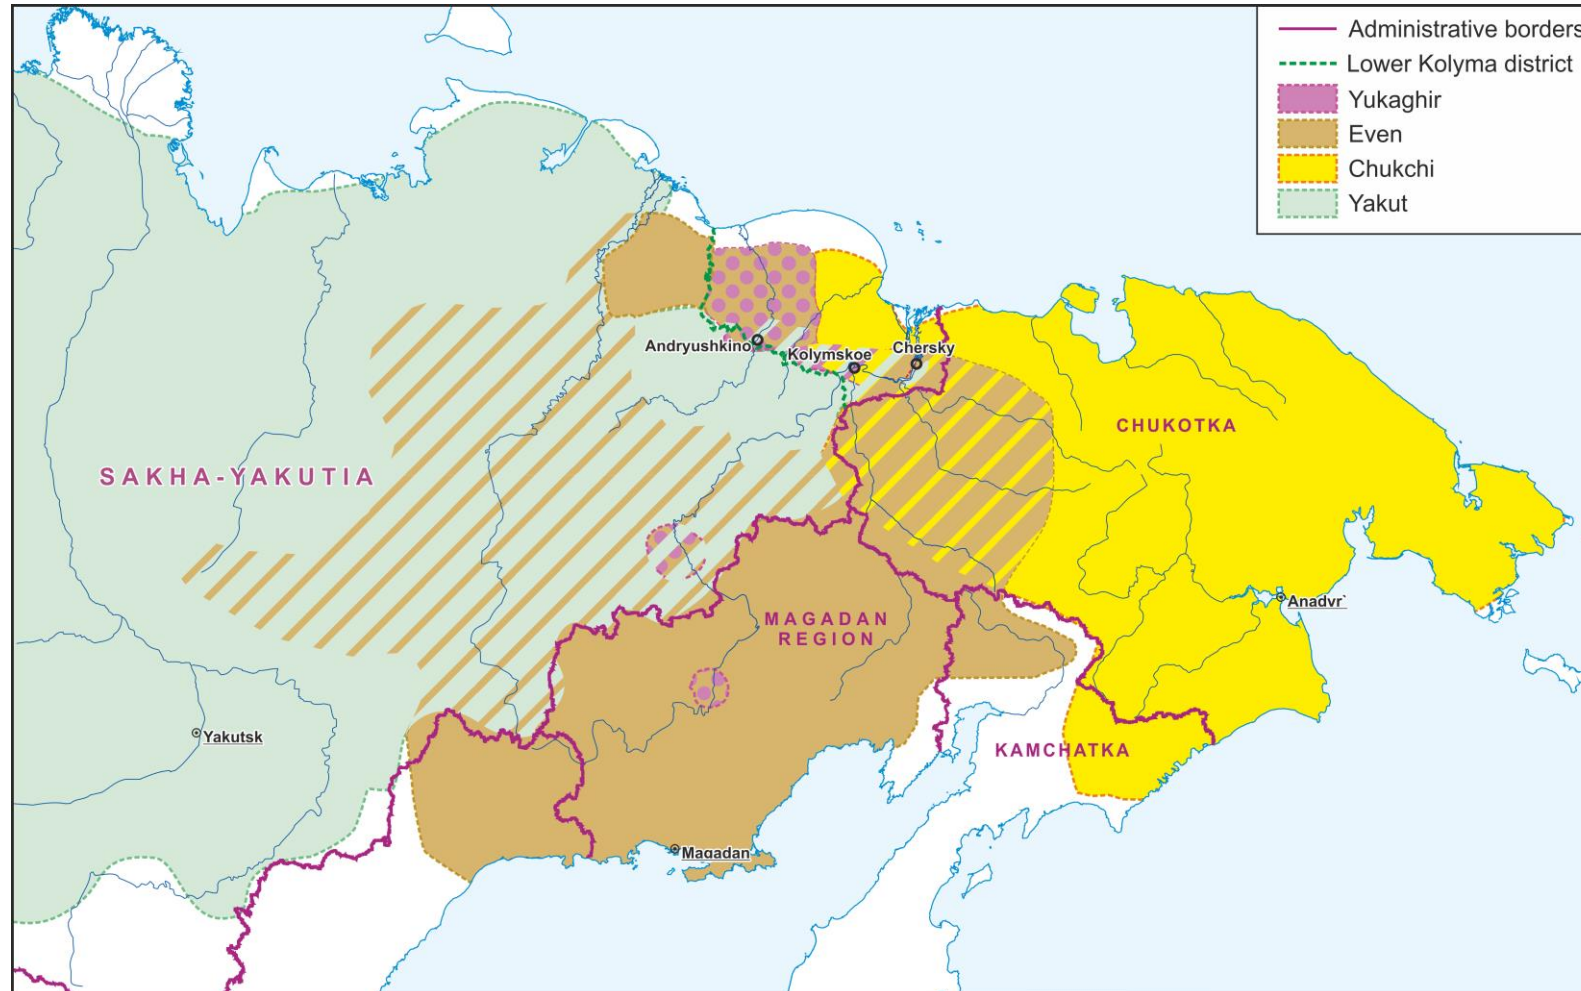 Administrative borders
Lower Kolyma district
Yukaghir
Even
Chukchi
Yakut
Andryushkino
Kolymskoe
Chersky
CHUKOTKA
SAKHA-YAKUTIA
Anadyr`
MAGADAN
REGION
Yakutsk
KAMCHATKA
Magadan